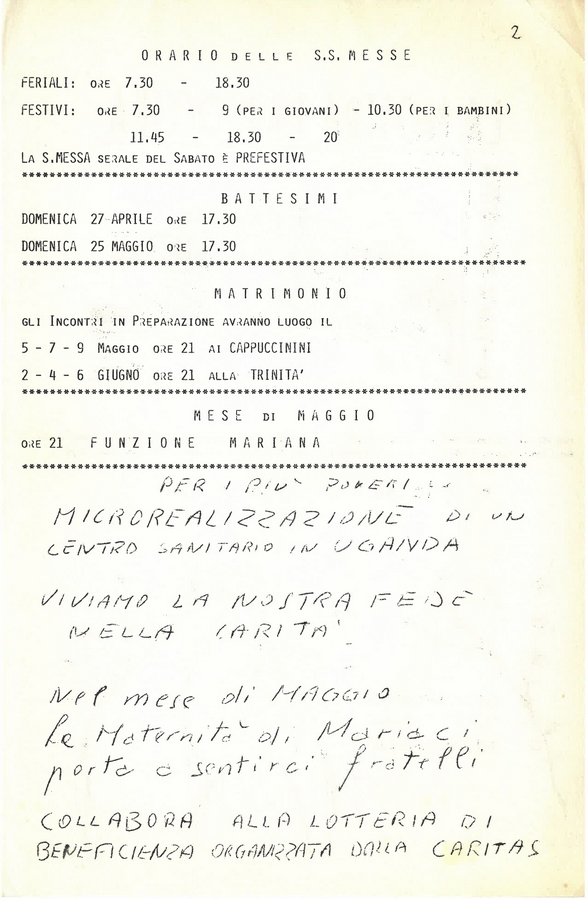 2
ORARIO DELLE S.S. MESSE
FERIALI: ORE 7.30 - 18.30
FESTIVI: ORE 7.30 - 9 (PER I GIOVANI) - 10.30 (PER I BAMBINI)
11.45 - 18.30 - 20
LA S.MESSA SERALE DEL SABATO È PREFESTIVA
******************************************************************************
BATTESIMI
DOMENICA 27 APRILE ORE 17.30
DOMENICA 25 MAGGIO ORE 17.30
******************************************************************************
MATRIMONIO
GLI INCONTRI IN PREPARAZIONE AVRANNO LUOGO IL
5 - 7 - 9 MAGGIO ORE 21 AI CAPPUCCININI
2 - 4 - 6 GIUGNO ORE 21 ALLA TRINITA'
******************************************************************************
MESE DI MAGGIO
ORE 21 FUNZIONE MARIANA
******************************************************************************
PER I PIU` POVERI
MICROREALIZZAZIONE DI UN
CENTRO SANITARIO IN UGANDA
VIVIAMO LA NOSTRA FEDE
NELLA CARITA'
Nel mese di MAGGIO
la Maternità di Maria ci
porta a sentirci fratelli
COLLABORA ALLA LOTTERIA DI
BENEFICIENZA ORGANIZZATA DALLA CARITAS